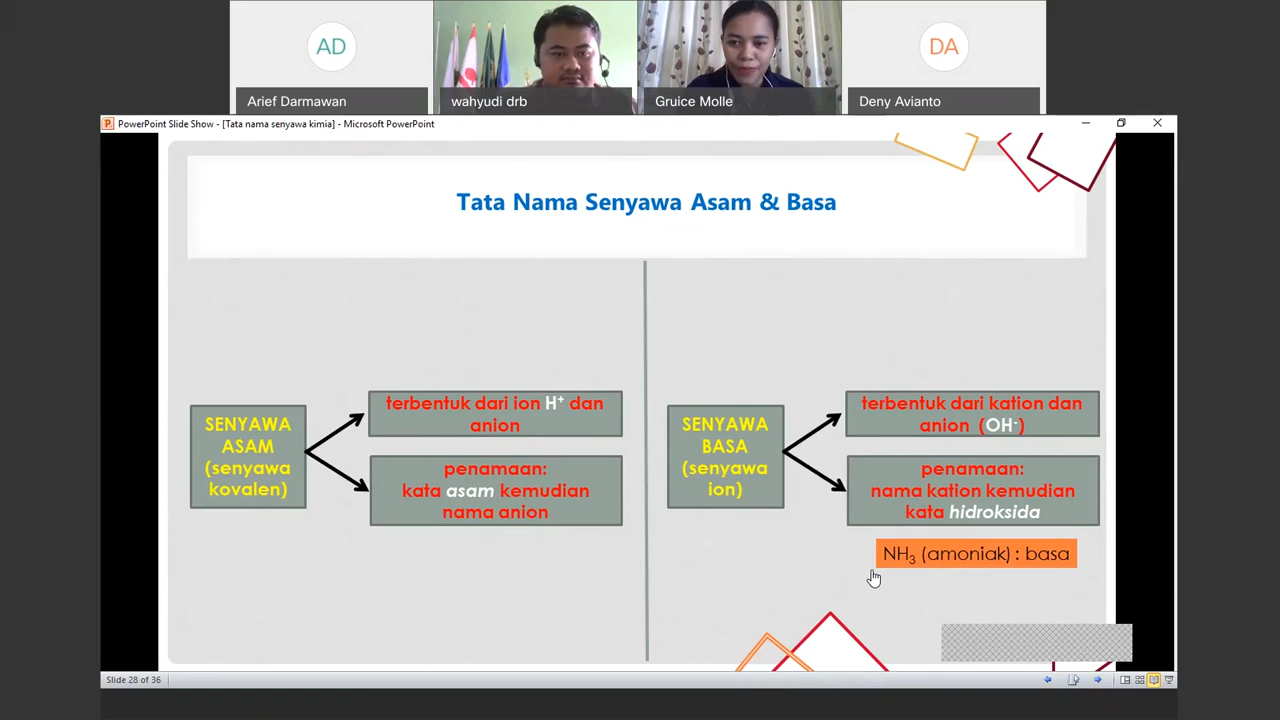 AD
DA
Arief Darmawan
wahyudi drb
Gruice Molle
Deny Avianto
PowerPoint Slide Show - [Tata nama senyawa kimia] - Microsoft PowerPoint
Tata Nama Senyawa Asam & Basa
SENYAWA
ASAM
(senyawa
kovalen)
terbentuk dari ion H⁺ dan
anion
penamaan:
kata asam kemudian
nama anion
SENYAWA
BASA
(senyawa
ion)
terbentuk dari kation dan
anion (OH⁻)
penamaan:
nama kation kemudian
kata hidroksida
NH₃ (amoniak) : basa
Slide 28 of 36